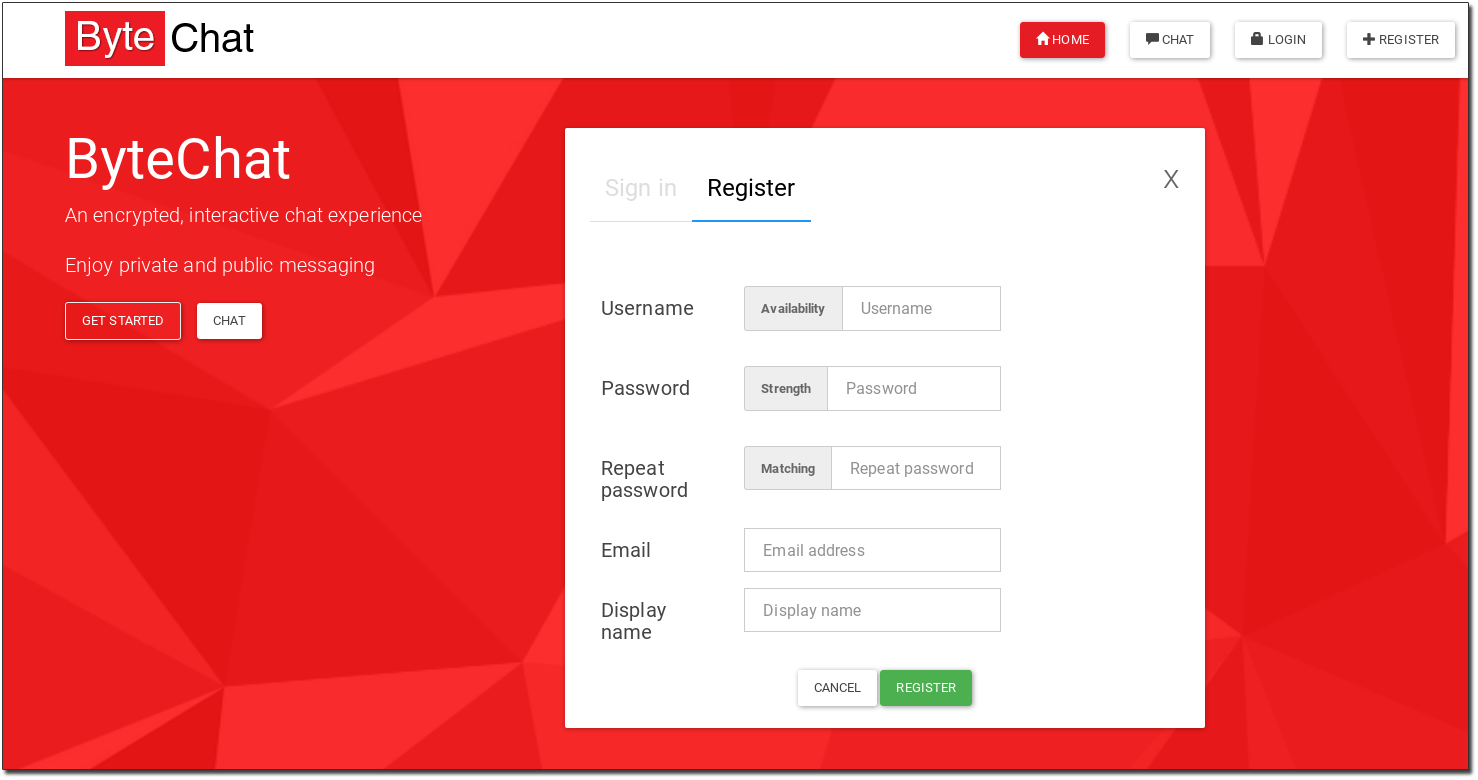 Byte Chat
HOME
CHAT
LOGIN
REGISTER
ByteChat
An encrypted, interactive chat experience
Enjoy private and public messaging
GET STARTED
CHAT
Sign in
Register
X
Username
Availability
Username
Password
Strength
Password
Repeat
password
Matching
Repeat password
Email
Email address
Display
name
Display name
CANCEL
REGISTER